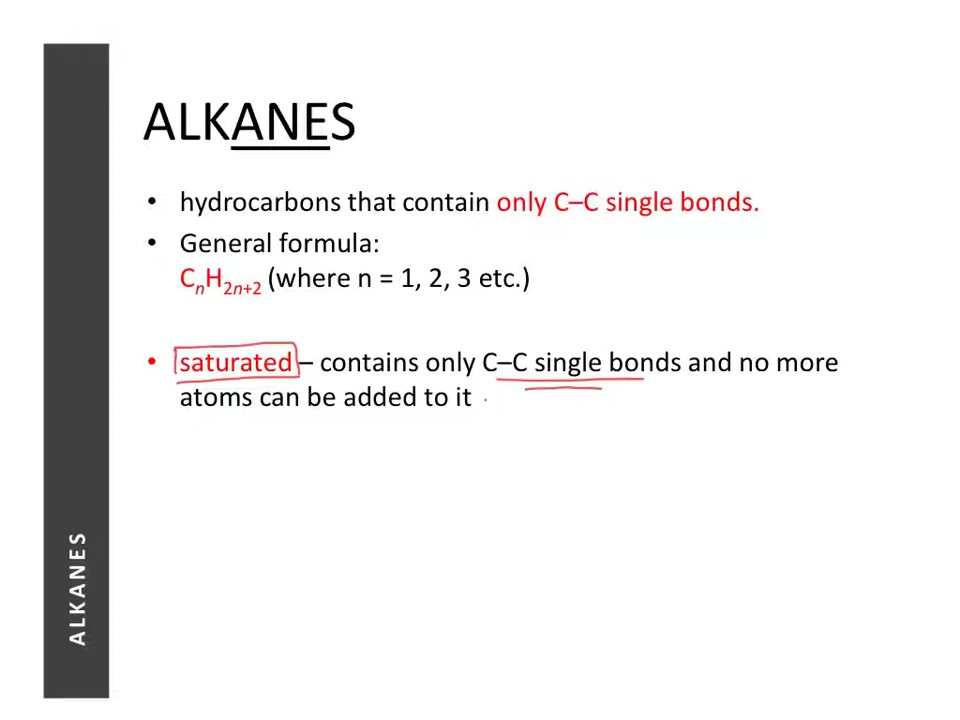 ALKANES
• hydrocarbons that contain only C–C single bonds.
• General formula:
CnH2n+2 (where n = 1, 2, 3 etc.)
• saturated – contains only C–C single bonds and no more
atoms can be added to it
ALKANES